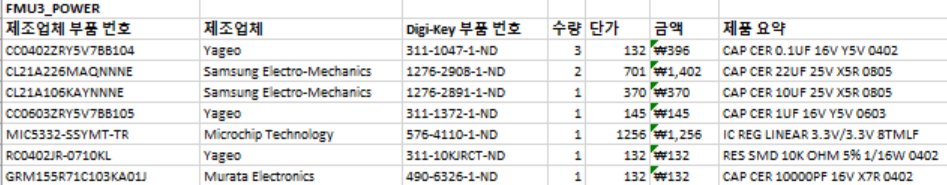 FMU3_POWER
제조업체 부품 번호 제조업체 Digi-Key 부품 번호 수량 단가 금액 제품 요약
CC0402ZRY5V7BB104 Yageo 311-1047-1-ND 3 132 ₩396 CAP CER 0.1UF 16V Y5V 0402
CL21A226MAQNNNE Samsung Electro-Mechanics 1276-2908-1-ND 2 701 ₩1,402 CAP CER 22UF 25V X5R 0805
CL21A106KAYNNNE Samsung Electro-Mechanics 1276-2891-1-ND 1 370 ₩370 CAP CER 10UF 25V X5R 0805
CC0603ZRY5V7BB105 Yageo 311-1372-1-ND 1 145 ₩145 CAP CER 1UF 16V Y5V 0603
MIC5332-SSYMT-TR Microchip Technology 576-4110-1-ND 1 1256 ₩1,256 IC REG LINEAR 3.3V/3.3V 8TMLF
RC0402JR-0710KL Yageo 311-10KJRCT-ND 1 132 ₩132 RES SMD 10K OHM 5% 1/16W 0402
GRM155R71C103KA01J Murata Electronics 490-6326-1-ND 1 132 ₩132 CAP CER 10000PF 16V X7R 0402